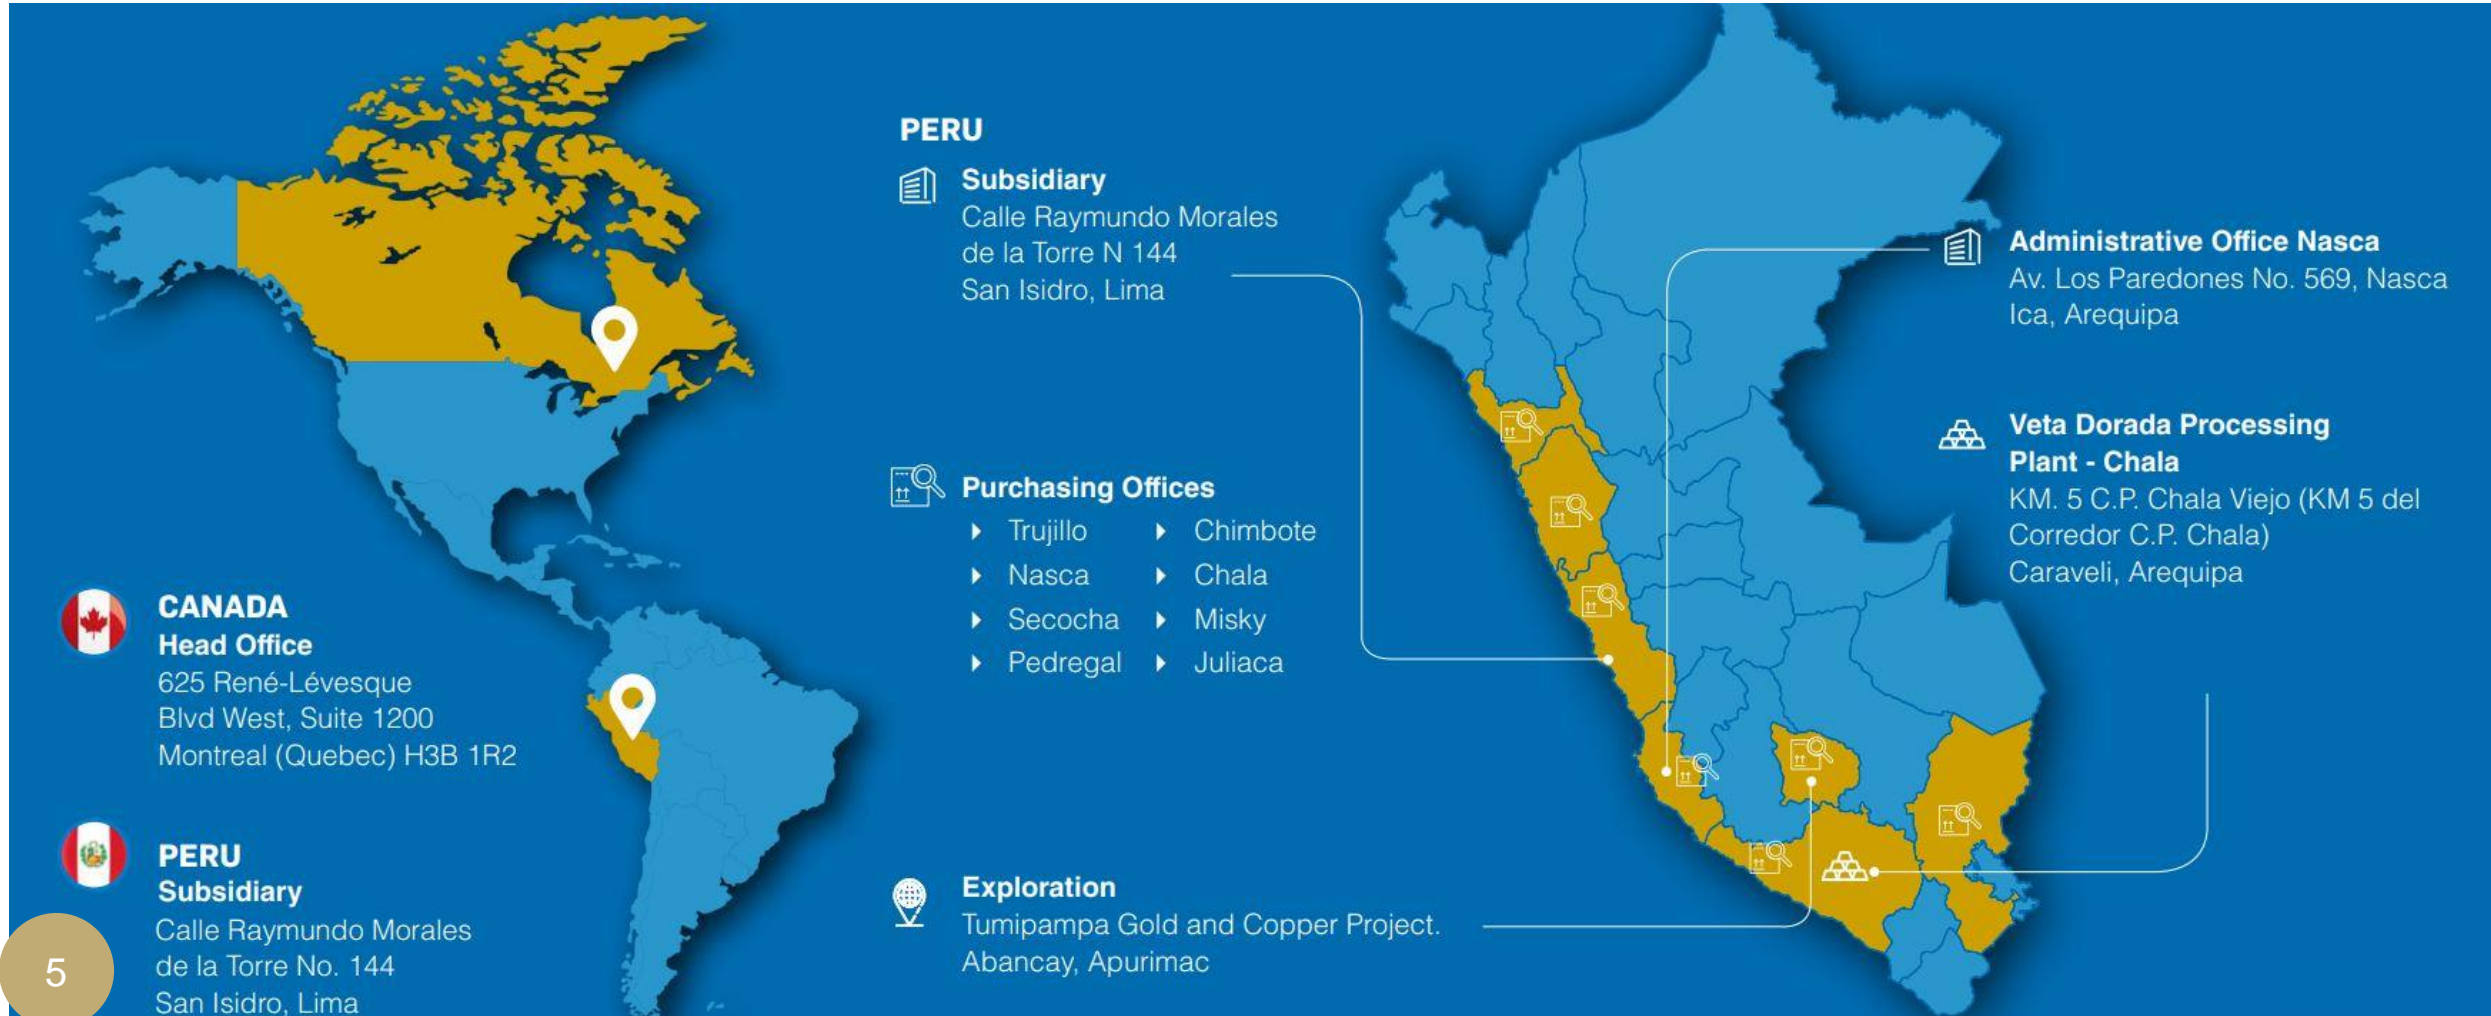 CANADA
Head Office
625 René-Lévesque
Blvd West, Suite 1200
Montreal (Quebec) H3B 1R2
PERU
Subsidiary
Calle Raymundo Morales
de la Torre No. 144
San Isidro, Lima
5
PERU
Subsidiary
Calle Raymundo Morales
de la Torre N 144
San Isidro, Lima
Purchasing Offices
Trujillo
Chimbote
Nasca
Chala
Secocha
Misky
Pedregal
Juliaca
Exploration
Tumipampa Gold and Copper Project.
Abancay, Apurimac
Administrative Office Nasca
Av. Los Paredones No. 569, Nasca
Ica, Arequipa
Veta Dorada Processing
Plant - Chala
KM. 5 C.P. Chala Viejo (KM 5 del
Corredor C.P. Chala)
Caraveli, Arequipa